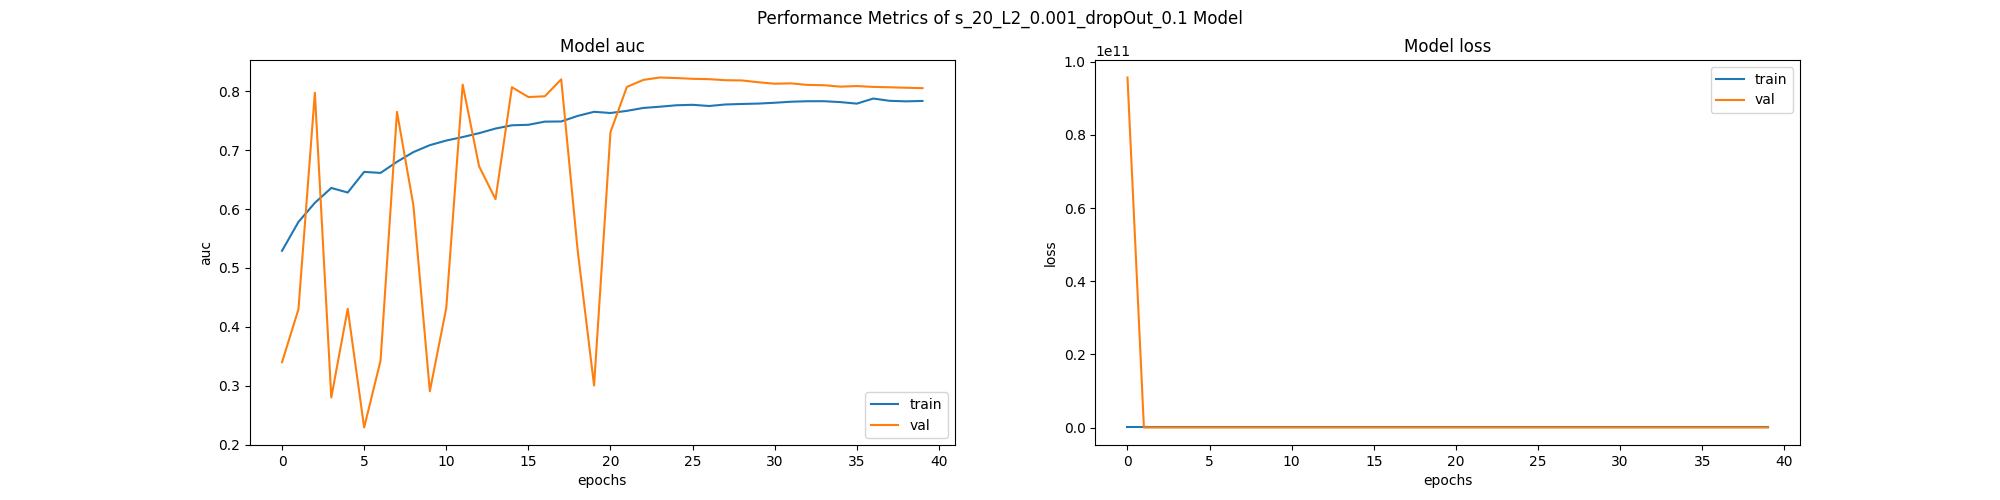 Performance Metrics of s_20_L2_0.001_dropOut_0.1 Model
Model auc
0.8
0.7
0.6
0.5
0.4
0.3
0.2
auc
0
5
10
15
20
25
30
35
40
epochs
train
val
Model loss
1e11
1.0
0.8
0.6
0.4
0.2
0.0
loss
0
5
10
15
20
25
30
35
40
epochs
train
val